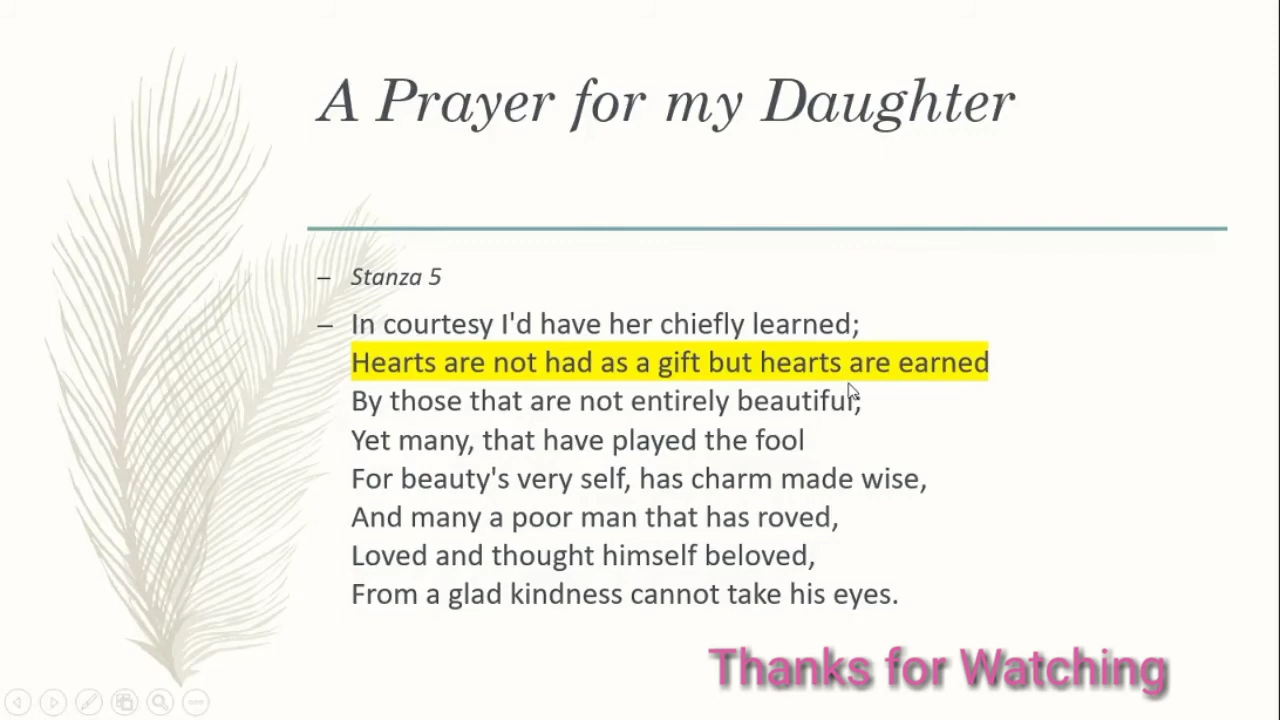 A Prayer for my Daughter
– Stanza 5
– In courtesy I'd have her chiefly learned;
Hearts are not had as a gift but hearts are earned
By those that are not entirely beautiful;
Yet many, that have played the fool
For beauty's very self, has charm made wise,
And many a poor man that has roved,
Loved and thought himself beloved,
From a glad kindness cannot take his eyes.
Thanks for Watching